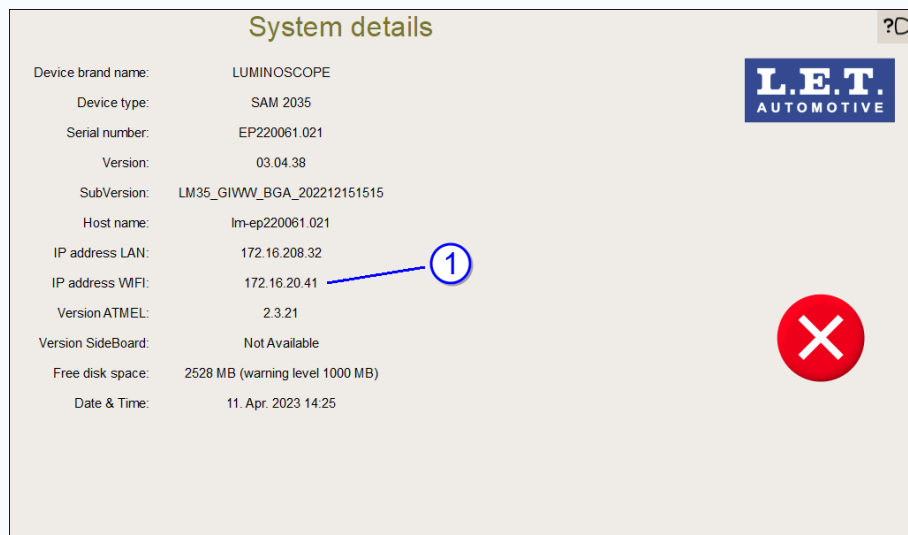 System details
?
L.E.T.
AUTOMOTIVE
Device brand name: LUMINOSCOPE
Device type: SAM 2035
Serial number: EP220061.021
Version: 03.04.38
SubVersion: LM35_GIWW_BGA_202212151515
Host name: lm-ep220061.021
IP address LAN: 172.16.208.32
IP address WIFI: 172.16.20.41
1
Version ATMEL: 2.3.21
Version SideBoard: Not Available
Free disk space: 2528 MB (warning level 1000 MB)
Date & Time: 11. Apr. 2023 14:25